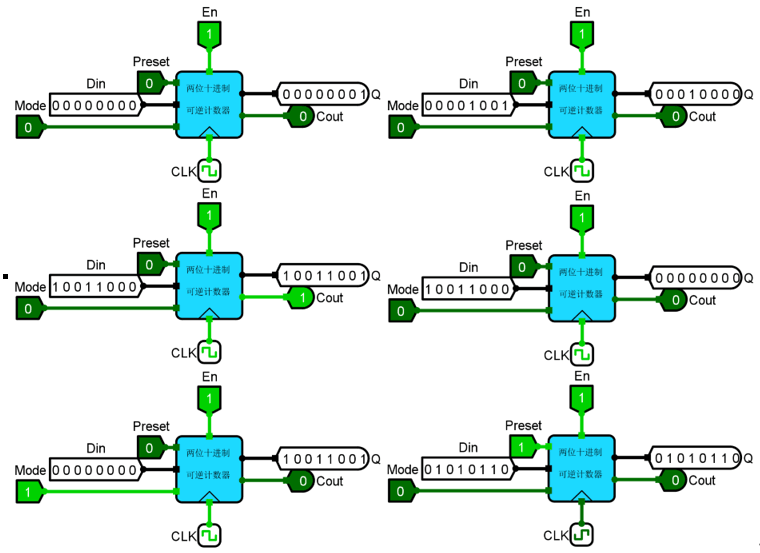 En
1
Preset
0
两位十进制
可逆计数器
Din
00000000
Mode
0
00000001 Q
0 Cout
CLK
En
1
Preset
0
两位十进制
可逆计数器
Din
00001001
Mode
0
00010000 Q
0 Cout
CLK
En
1
Preset
0
两位十进制
可逆计数器
Din
10011000
Mode
0
10011001 Q
1 Cout
CLK
En
1
Preset
0
两位十进制
可逆计数器
Din
10011000
Mode
0
00000000 Q
0 Cout
CLK
En
1
Preset
0
两位十进制
可逆计数器
Din
00000000
Mode
1
10011001 Q
0 Cout
CLK
En
1
Preset
1
两位十进制
可逆计数器
Din
01010110
Mode
0
01010110 Q
0 Cout
CLK